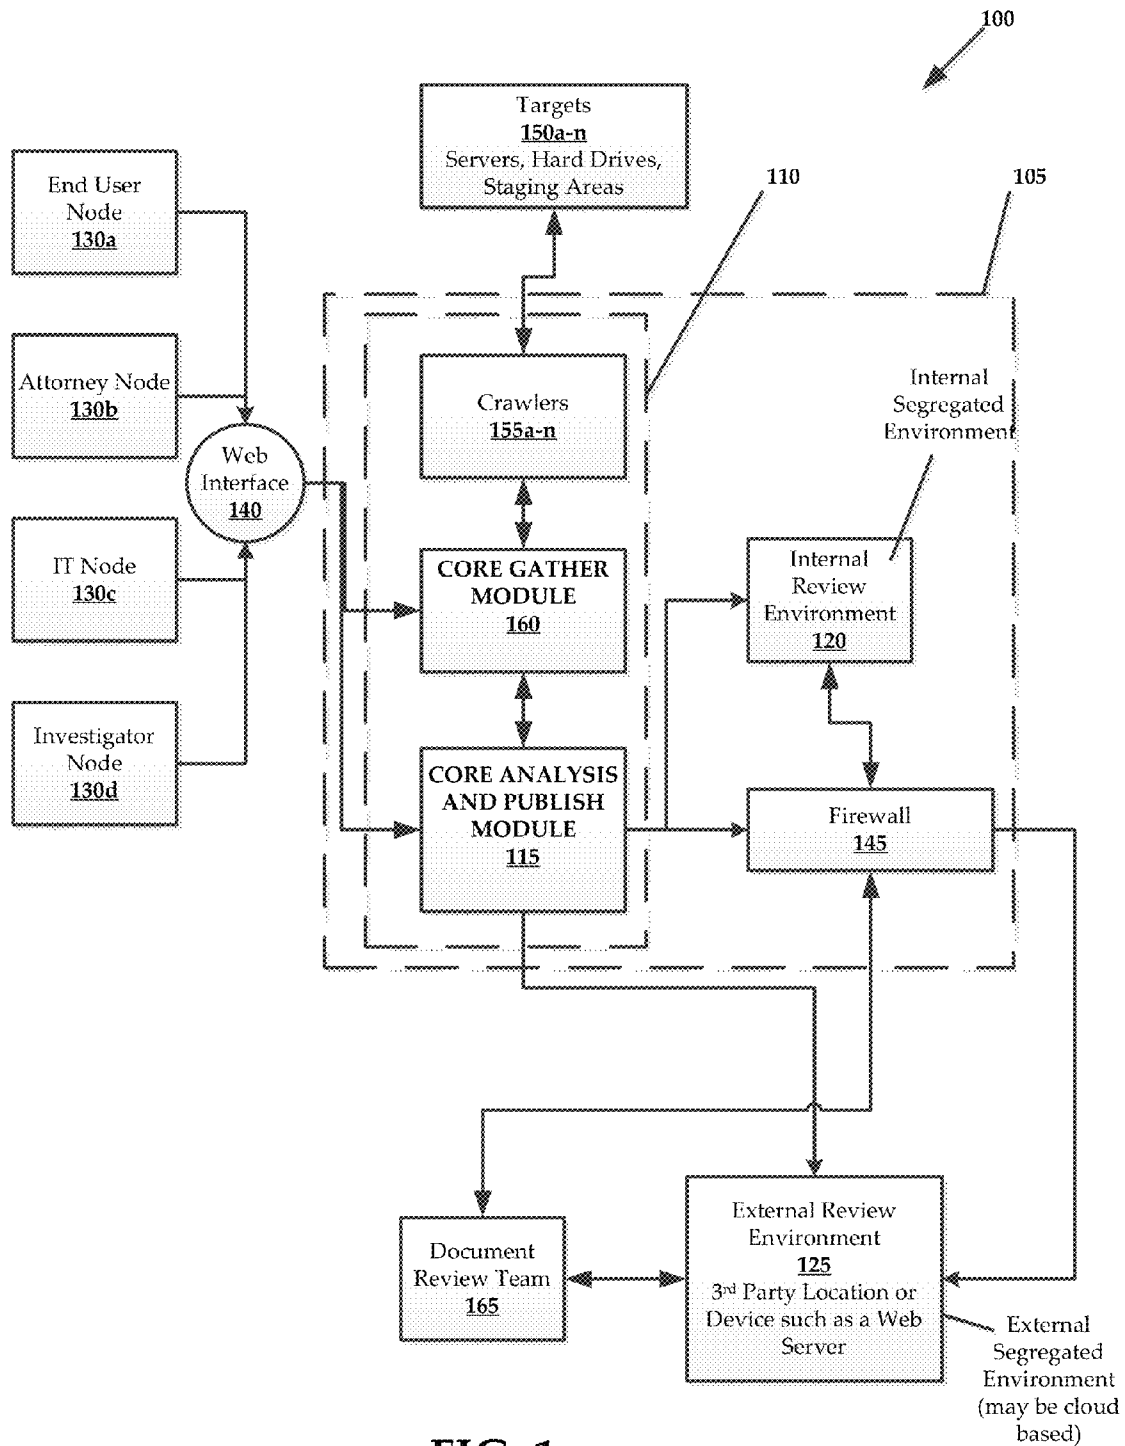 100
Targets
150a-n
Servers, Hard Drives,
Staging Areas
110
105
End User
Node
130a
Attorney Node
130b
Web
Interface
140
IT Node
130c
Investigator
Node
130d
Crawlers
155a-n
CORE GATHER
MODULE
160
CORE ANALYSIS
AND PUBLISH
MODULE
115
Internal
Segregated
Environment
Internal
Review
Environment
120
Firewall
145
Document
Review Team
165
External Review
Environment
125
3rd Party Location or
Device such as a Web
Server
External
Segregated
Environment
(may be cloud
based)
FIG. 1